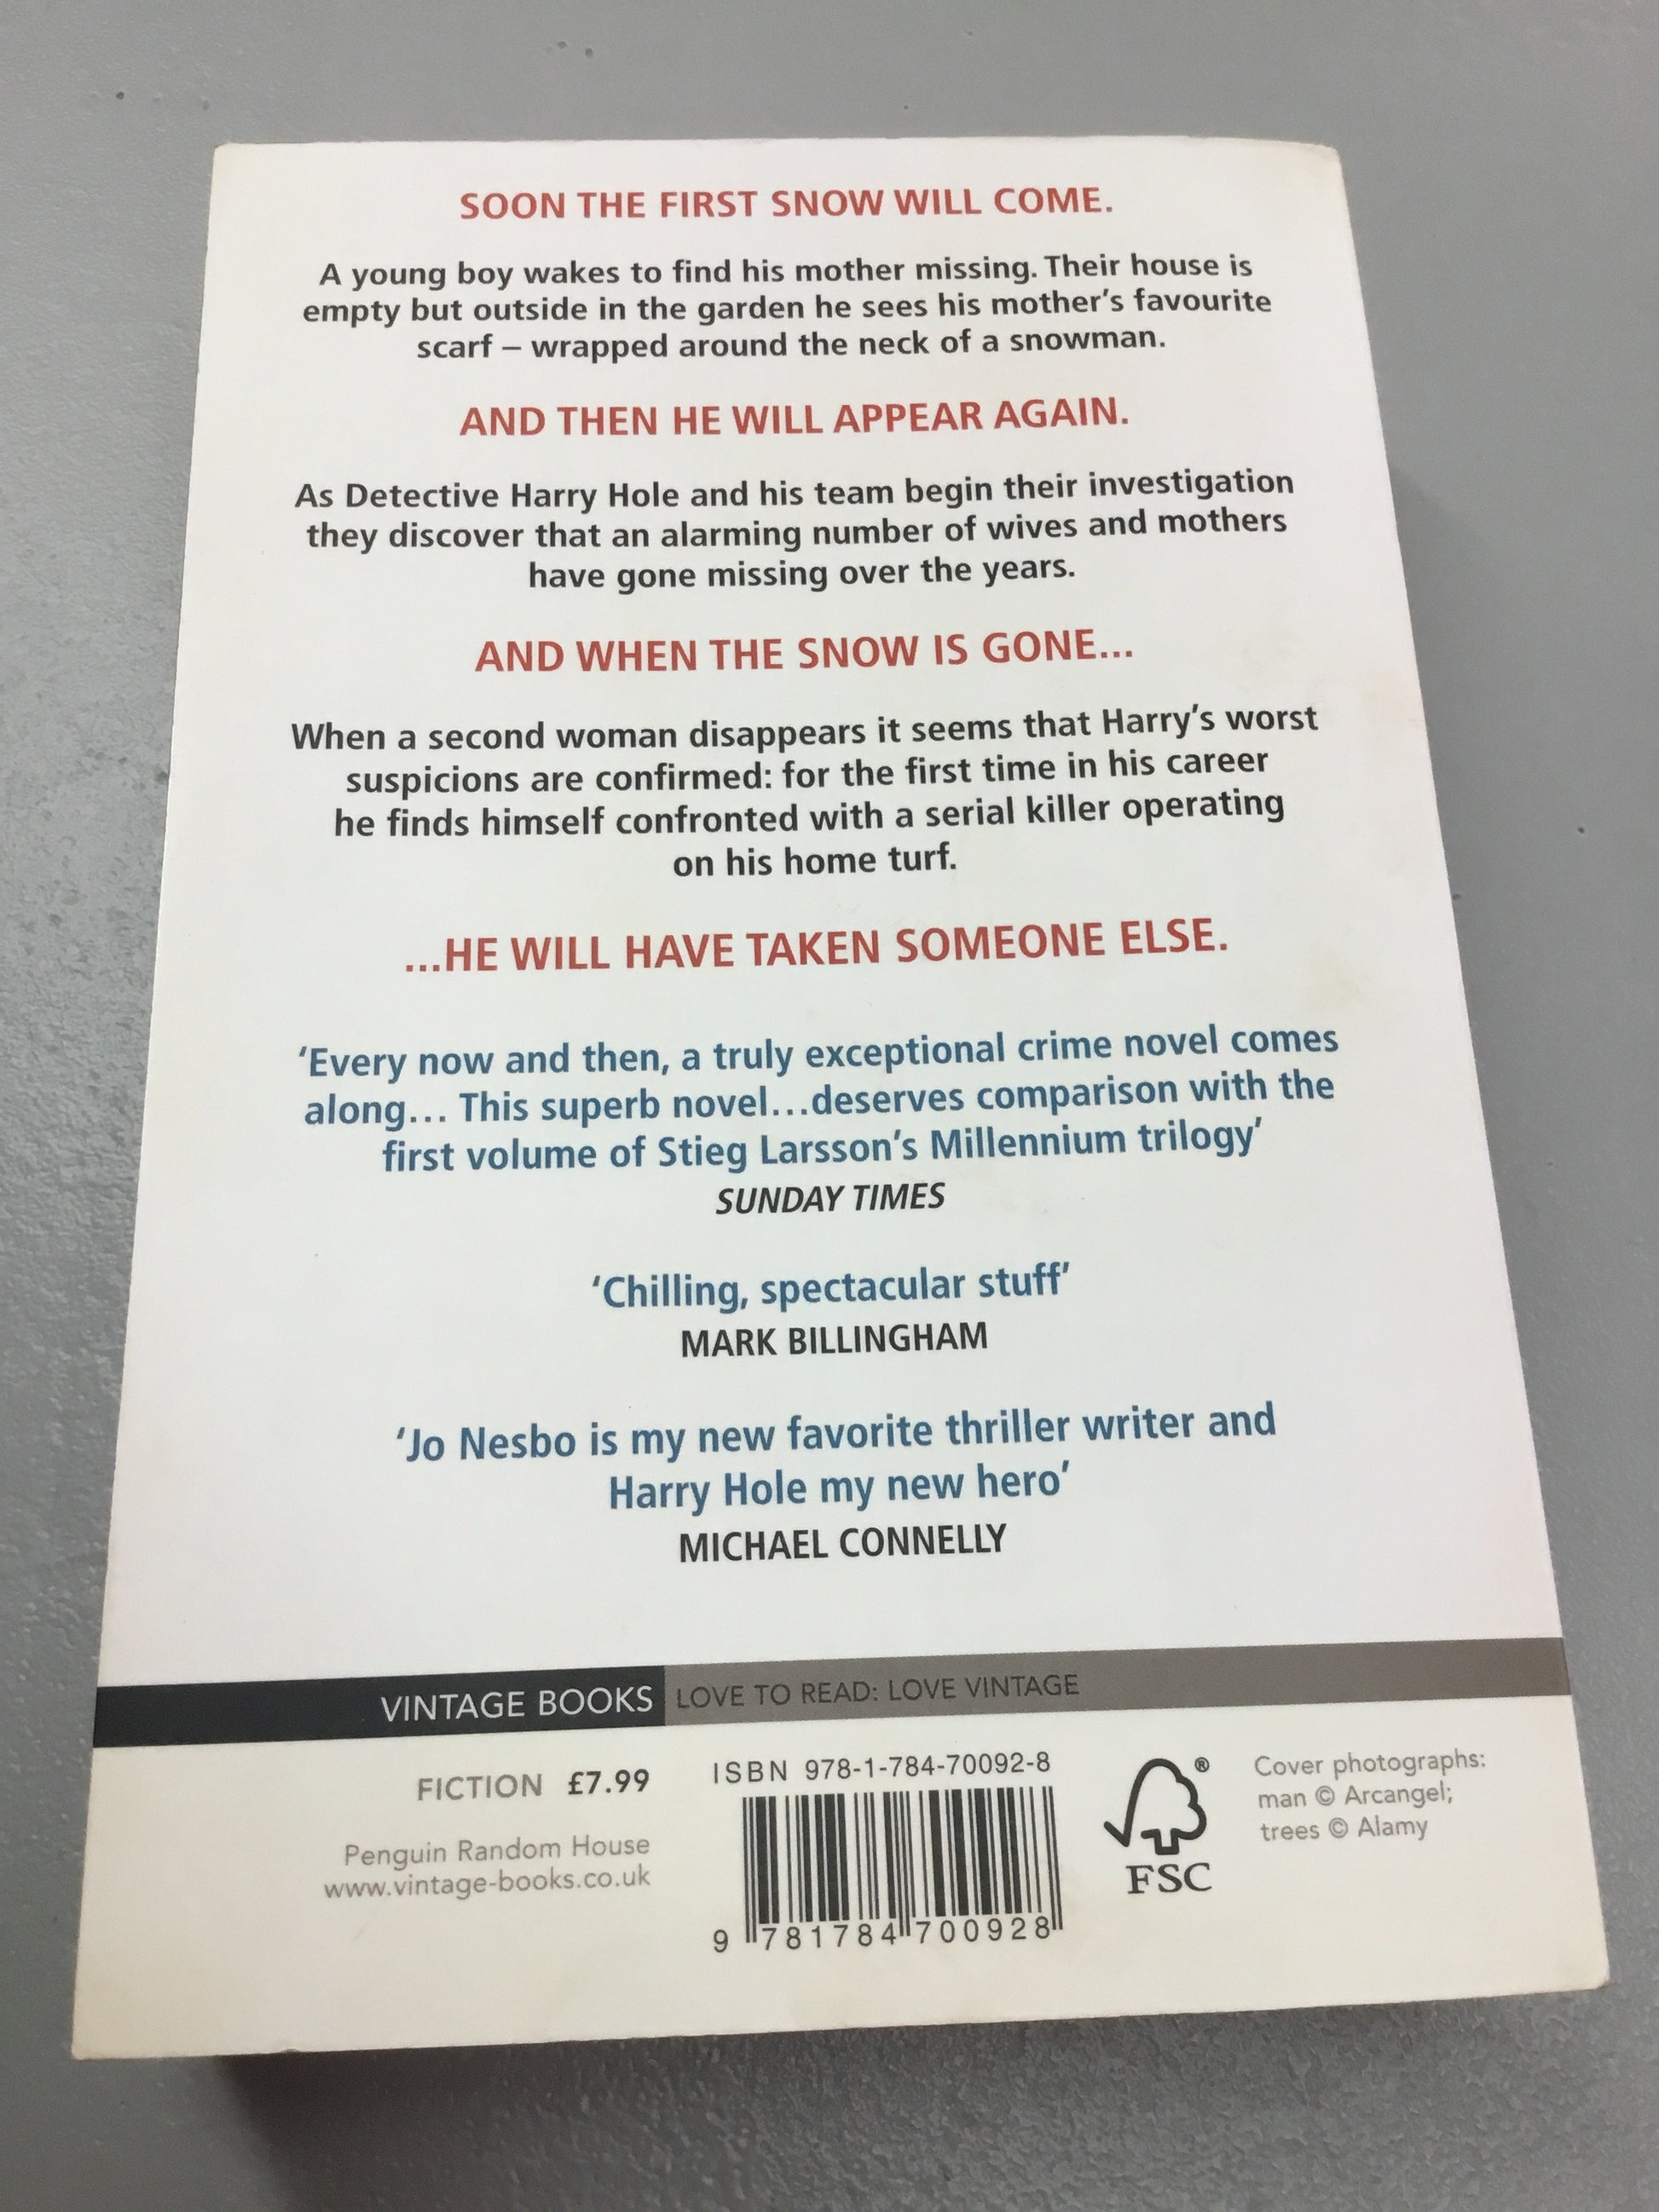 SOON THE FIRST SNOW WILL COME.
A young boy wakes to find his mother missing. Their house is
empty but outside in the garden he sees his mother's favourite
scarf – wrapped around the neck of a snowman.
AND THEN HE WILL APPEAR AGAIN.
As Detective Harry Hole and his team begin their investigation
they discover that an alarming number of wives and mothers
have gone missing over the years.
AND WHEN THE SNOW IS GONE...
When a second woman disappears it seems that Harry's worst
suspicions are confirmed: for the first time in his career
he finds himself confronted with a serial killer operating
on his home turf.
...HE WILL HAVE TAKEN SOMEONE ELSE.
'Every now and then, a truly exceptional crime novel comes
along... This superb novel...deserves comparison with the
first volume of Stieg Larsson's Millennium trilogy'
SUNDAY TIMES
'Chilling, spectacular stuff'
MARK BILLINGHAM
'Jo Nesbo is my new favorite thriller writer and
Harry Hole my new hero'
MICHAEL CONNELLY
VINTAGE BOOKS LOVE TO READ: LOVE VINTAGE
FICTION £7.99
Penguin Random House
www.vintage-books.co.uk
ISBN 978-1-784-70092-8
9 781784 700928
®
FSC
Cover photographs:
man © Arcangel;
trees © Alamy